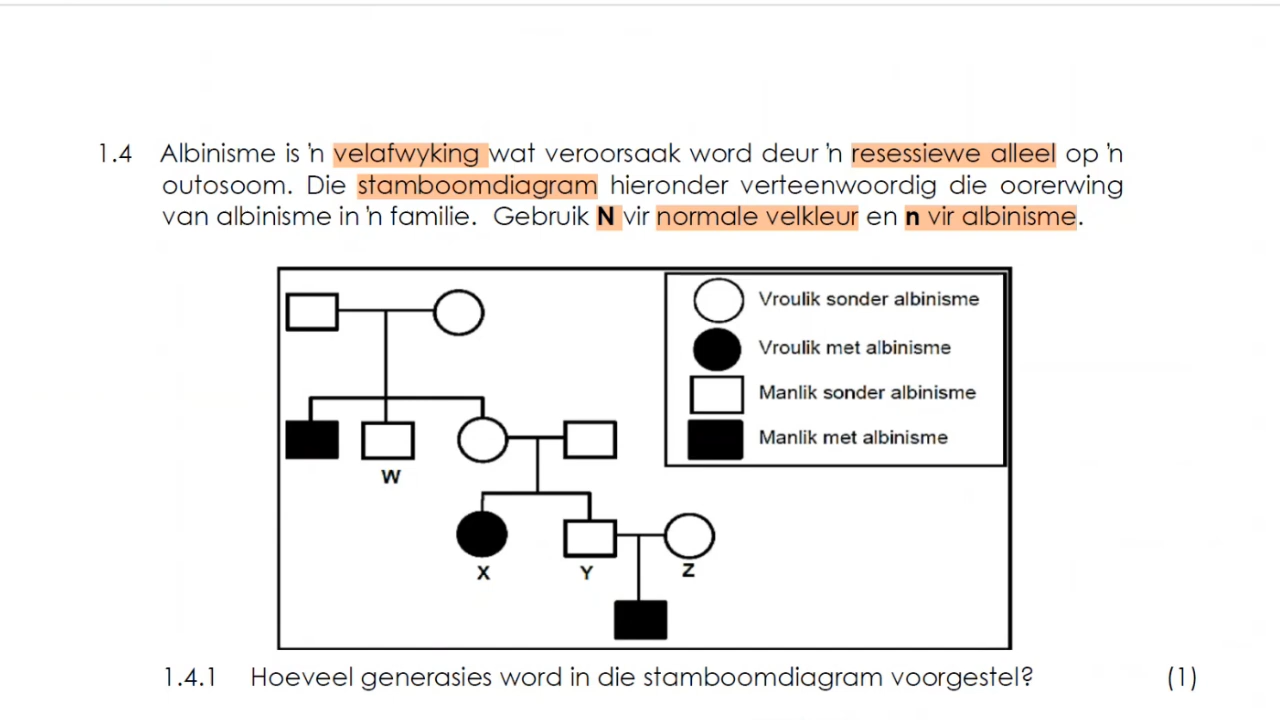 1.4 Albinisme is 'n velafwyking wat veroorsaak word deur 'n resessiewe alleel op 'n
outosoom. Die stamboomdiagram hieronder verteenwoordig die oorerwing
van albinisme in 'n familie. Gebruik N vir normale velkleur en n vir albinisme.
Vroulik sonder albinisme
Vroulik met albinisme
Manlik sonder albinisme
Manlik met albinisme
W
X Y Z
1.4.1 Hoeveel generasies word in die stamboomdiagram voorgestel? (1)